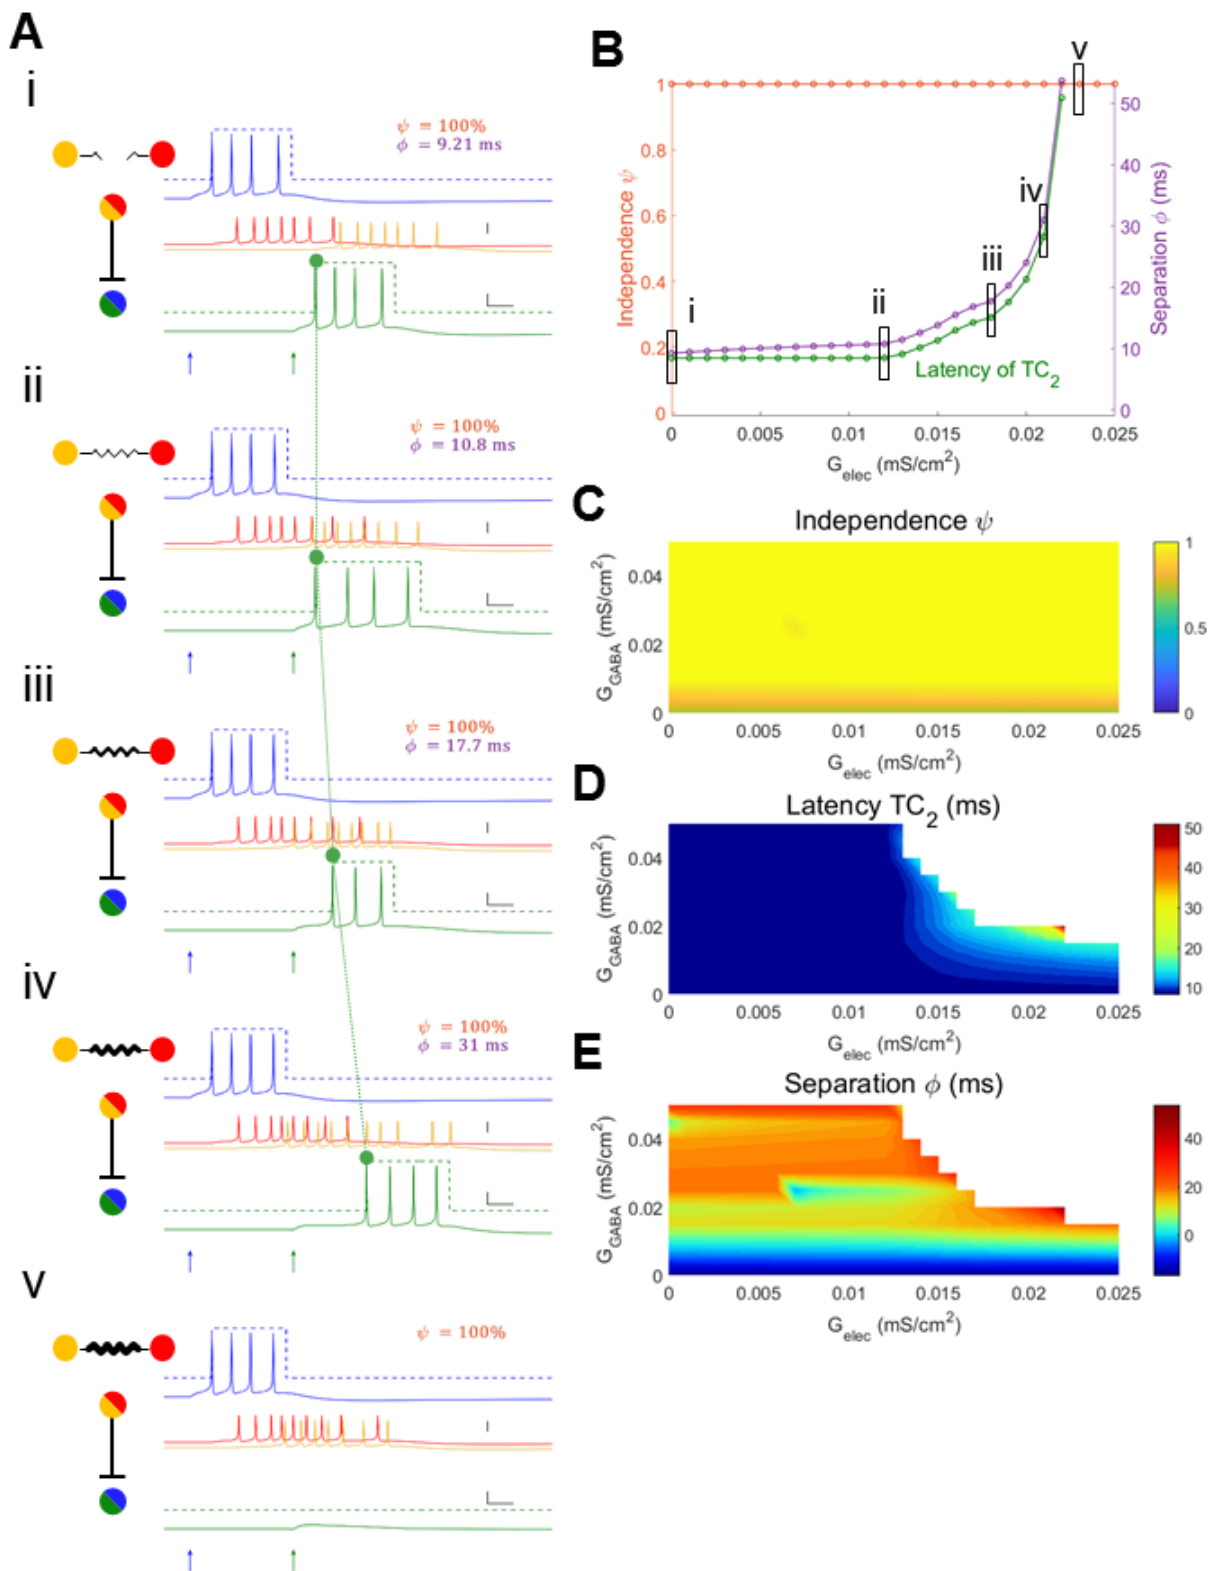 A
i
ψ = 100%
ϕ = 9.21 ms
ii
ψ = 100%
ϕ = 10.8 ms
iii
ψ = 100%
ϕ = 17.7 ms
iv
ψ = 100%
ϕ = 31 ms
v
ψ = 100%
B
v
1
0.8
0.6
0.4
0.2
0
Independence ψ
50
40
30
20
10
0
Separation ϕ (ms)
i
ii
iii
iv
Latency of TC2
0
0.01
0.02
0.025
Gelec (mS/cm2)
C
Independence ψ
0.04
0.02
0
GGABA (mS/cm2)
0
0.005
0.01
0.015
0.02
0.025
Gelec (mS/cm2)
1
0.5
0
D
Latency TC2 (ms)
0.04
0.02
0
GGABA (mS/cm2)
0
0.005
0.01
0.015
0.02
0.025
Gelec (mS/cm2)
50
40
30
20
10
E
Separation ϕ (ms)
0.04
0.02
0
GGABA (mS/cm2)
0
0.005
0.01
0.015
0.02
0.025
Gelec (mS/cm2)
40
20
0